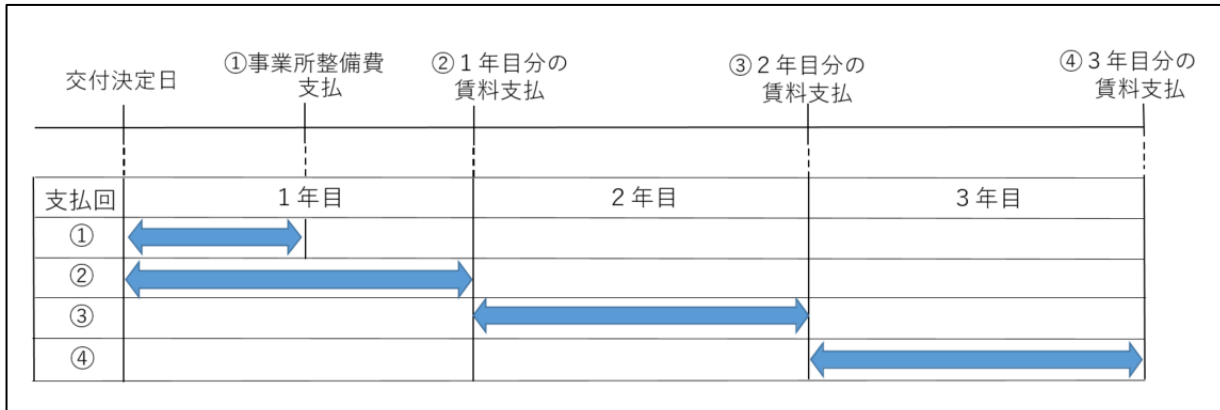 交付決定日
①事業所整備費
支払
②1年目分の
賃料支払
③2年目分の
賃料支払
④3年目分の
賃料支払
支払回
1年目
2年目
3年目
①
②
③
④